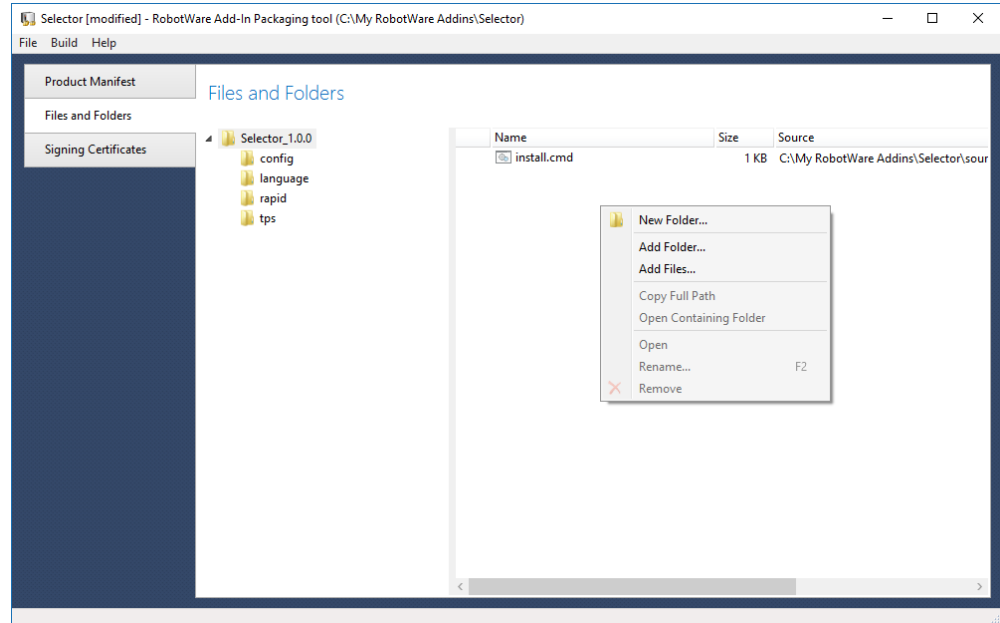 Selector [modified] - RobotWare Add-In Packaging tool (C:\My RobotWare Addins\Selector)
File Build Help
Product Manifest
Files and Folders
Signing Certificates
Files and Folders
Selector_1.0.0
config
language
rapid
tps
Name Size Source
install.cmd 1 KB C:\My RobotWare Addins\Selector\sour
New Folder...
Add Folder...
Add Files...
Copy Full Path
Open Containing Folder
Open
Rename... F2
Remove